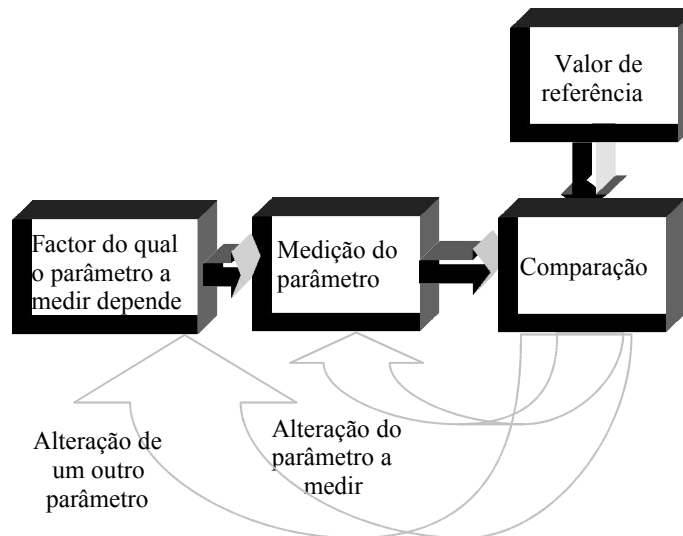 Valor de
referência
Factor do qual
o parâmetro a
medir depende
Medição do
parâmetro
Comparação
Alteração de
um outro
parâmetro
Alteração do
parâmetro a
medir